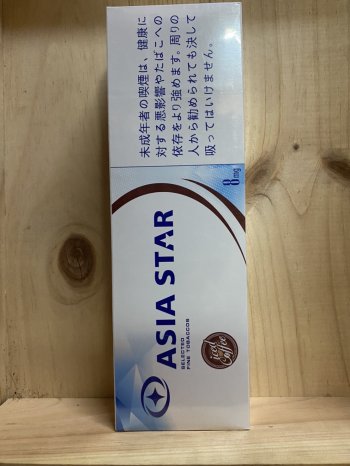 未成年者の喫煙は、健康に
対する悪影響やたばこへの
依存をより強めます。周りの
人から勧められても決して
吸ってはいけません。
8mg
ASIA STAR
SELECTED
FINE TOBACCOS
iced
Coffee